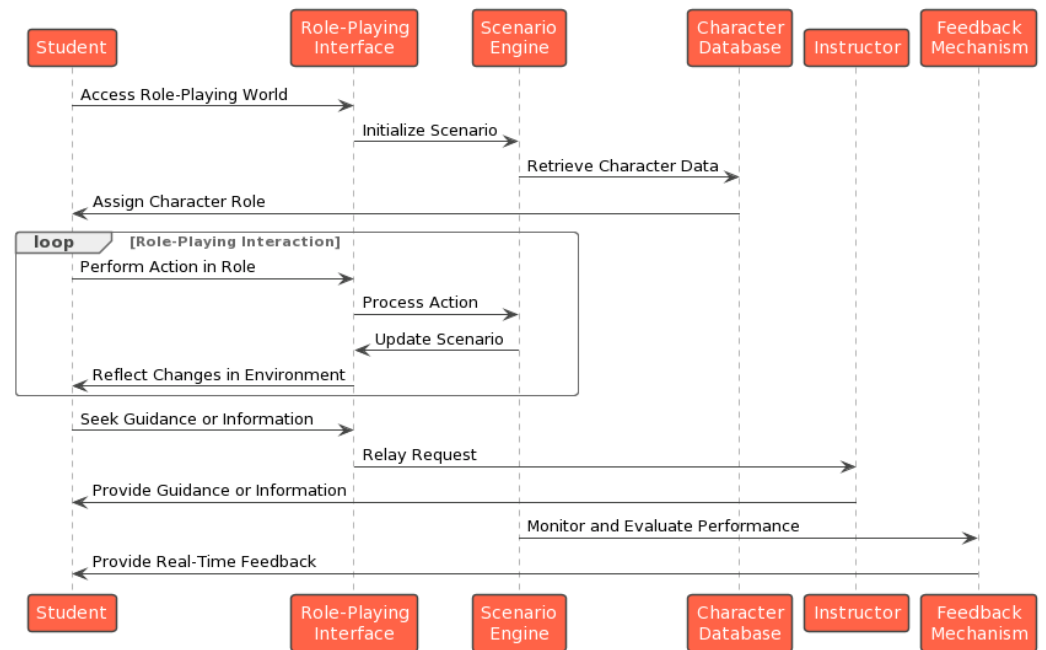 Student
Role-Playing
Interface
Scenario
Engine
Character
Database
Instructor
Feedback
Mechanism
Access Role-Playing World
Initialize Scenario
Retrieve Character Data
Assign Character Role
loop [Role-Playing Interaction]
Perform Action in Role
Process Action
Update Scenario
Reflect Changes in Environment
Seek Guidance or Information
Relay Request
Provide Guidance or Information
Monitor and Evaluate Performance
Provide Real-Time Feedback
Student
Role-Playing
Interface
Scenario
Engine
Character
Database
Instructor
Feedback
Mechanism